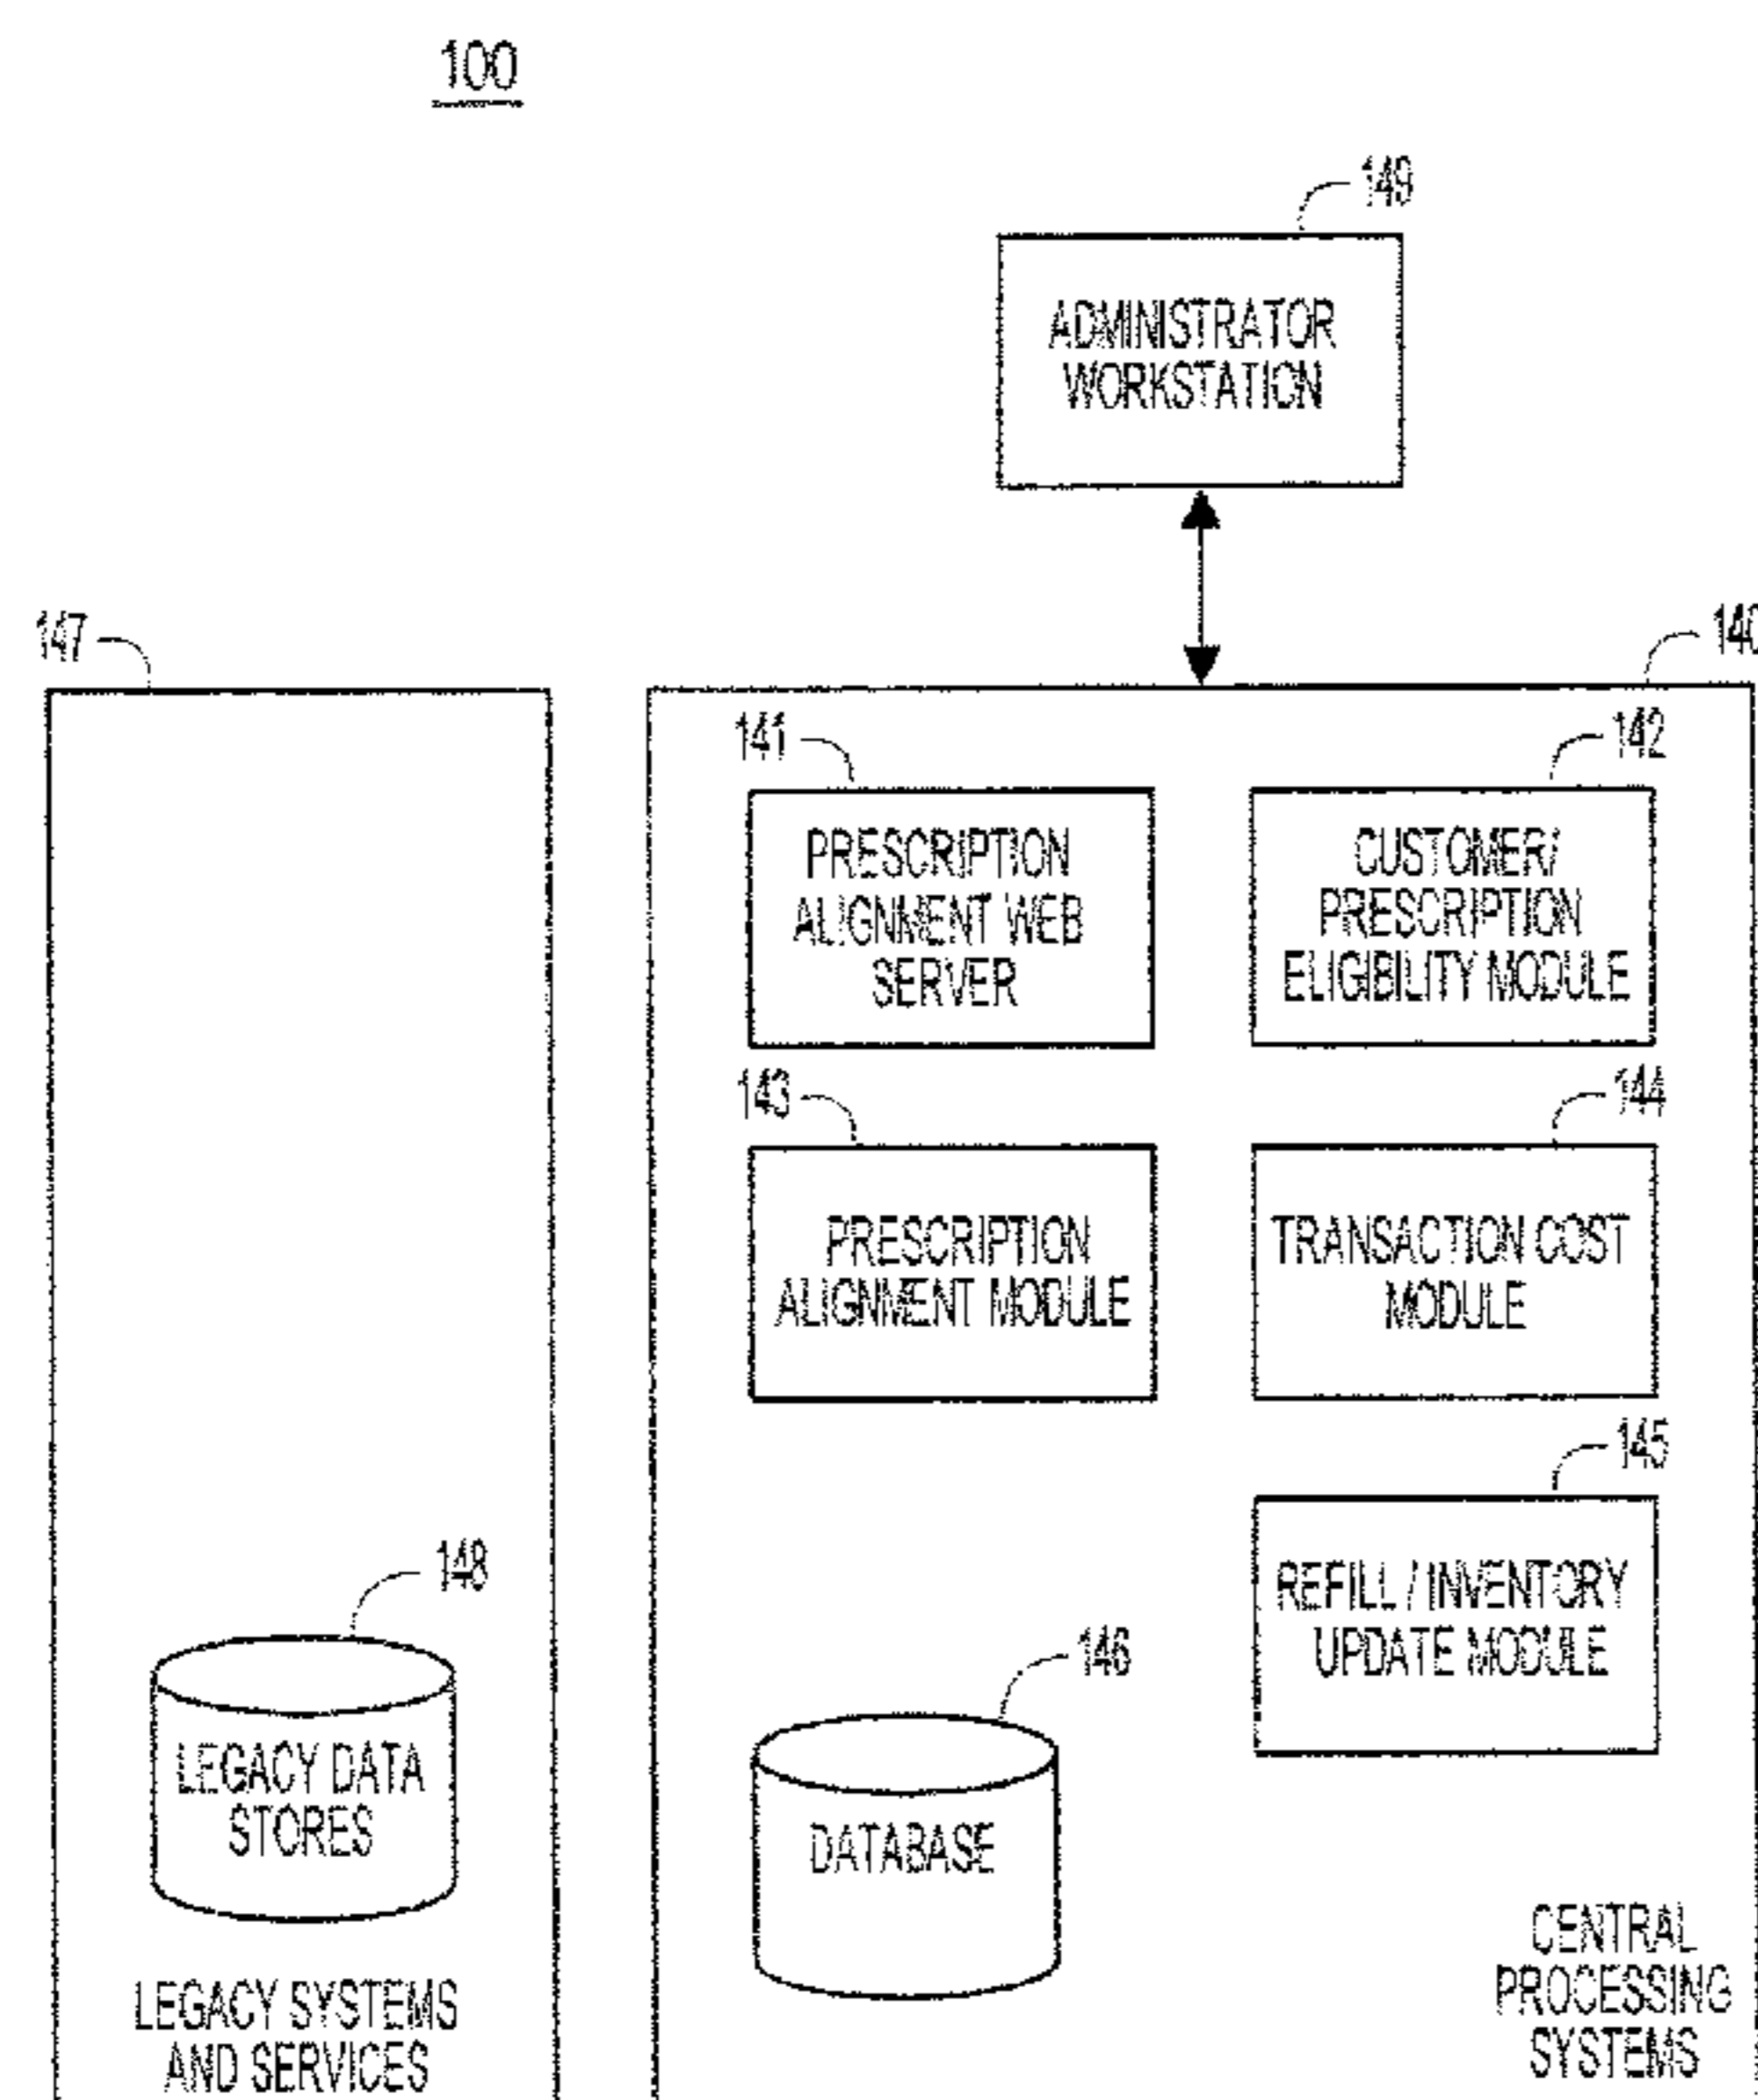 100
149
ADMINISTRATOR
WORKSTATION
147
140
141
142
PRESCRIPTION
ALIGNMENT WEB
SERVER
CUSTOMER/
PRESCRIPTION
ELIGIBILITY MODULE
143
144
PRESCRIPTION
ALIGNMENT MODULE
TRANSACTION COST
MODULE
145
REFILL / INVENTORY
UPDATE MODULE
148
146
LEGACY DATA
STORES
DATABASE
LEGACY SYSTEMS
AND SERVICES
CENTRAL
PROCESSING
SYSTEMS